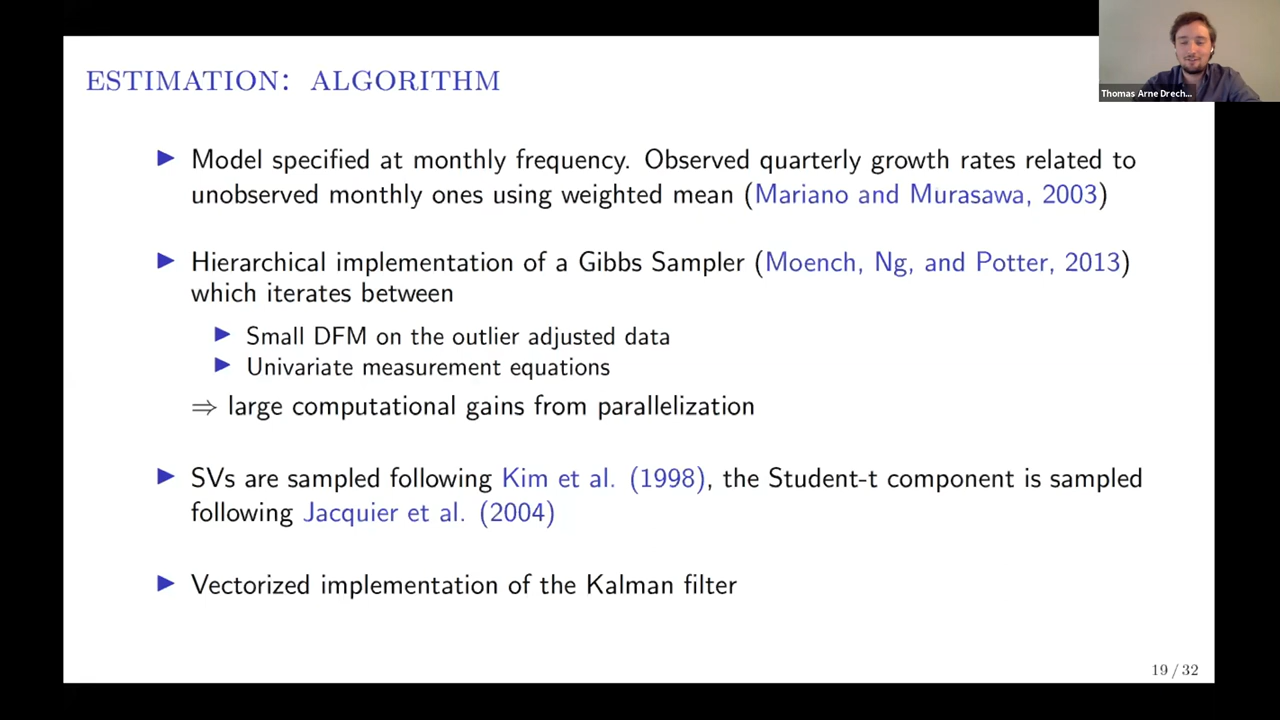 ESTIMATION: ALGORITHM
Thomas Arne Drech...
Model specified at monthly frequency. Observed quarterly growth rates related to
unobserved monthly ones using weighted mean (Mariano and Murasawa, 2003)
Hierarchical implementation of a Gibbs Sampler (Moench, Ng, and Potter, 2013)
which iterates between
Small DFM on the outlier adjusted data
Univariate measurement equations
⇒ large computational gains from parallelization
SVs are sampled following Kim et al. (1998), the Student-t component is sampled
following Jacquier et al. (2004)
Vectorized implementation of the Kalman filter
19 / 32